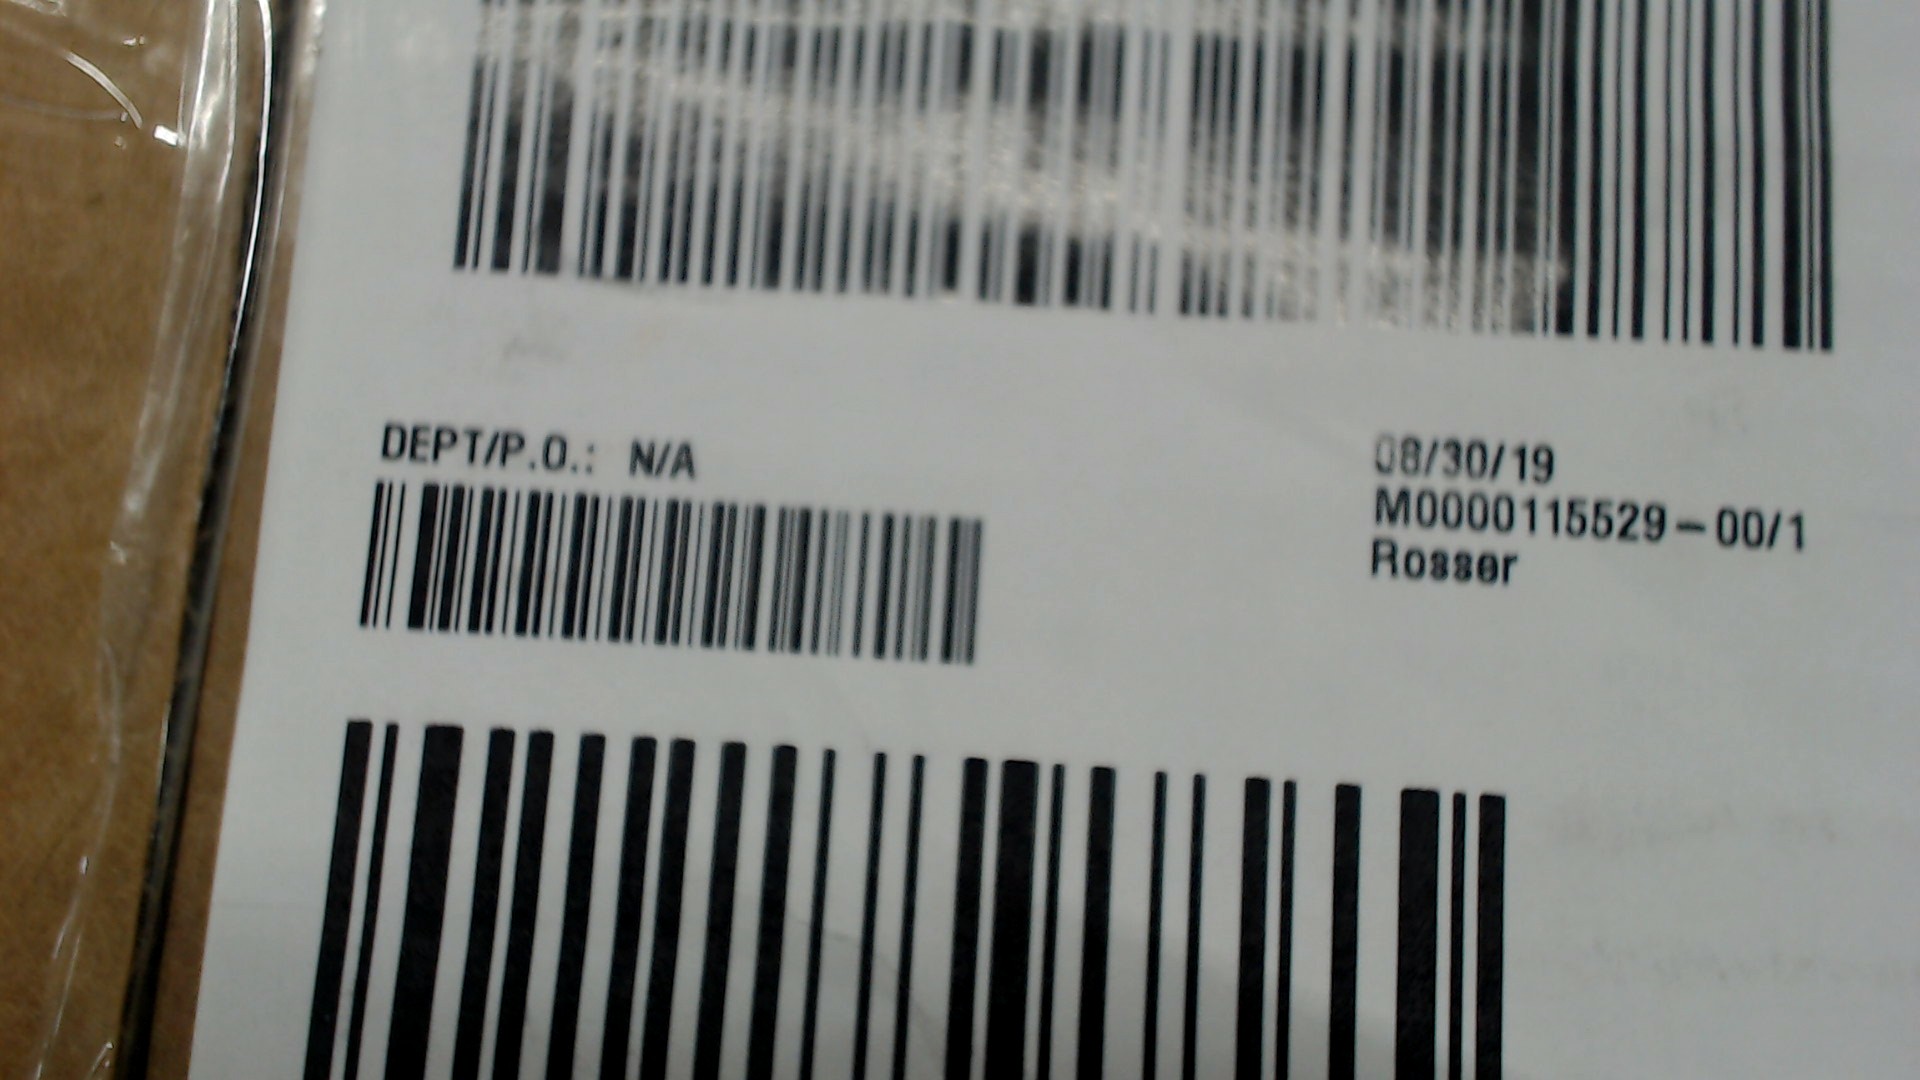 DEPT/P.O.: N/A
08/30/19
M0000115529-00/1
Rosser